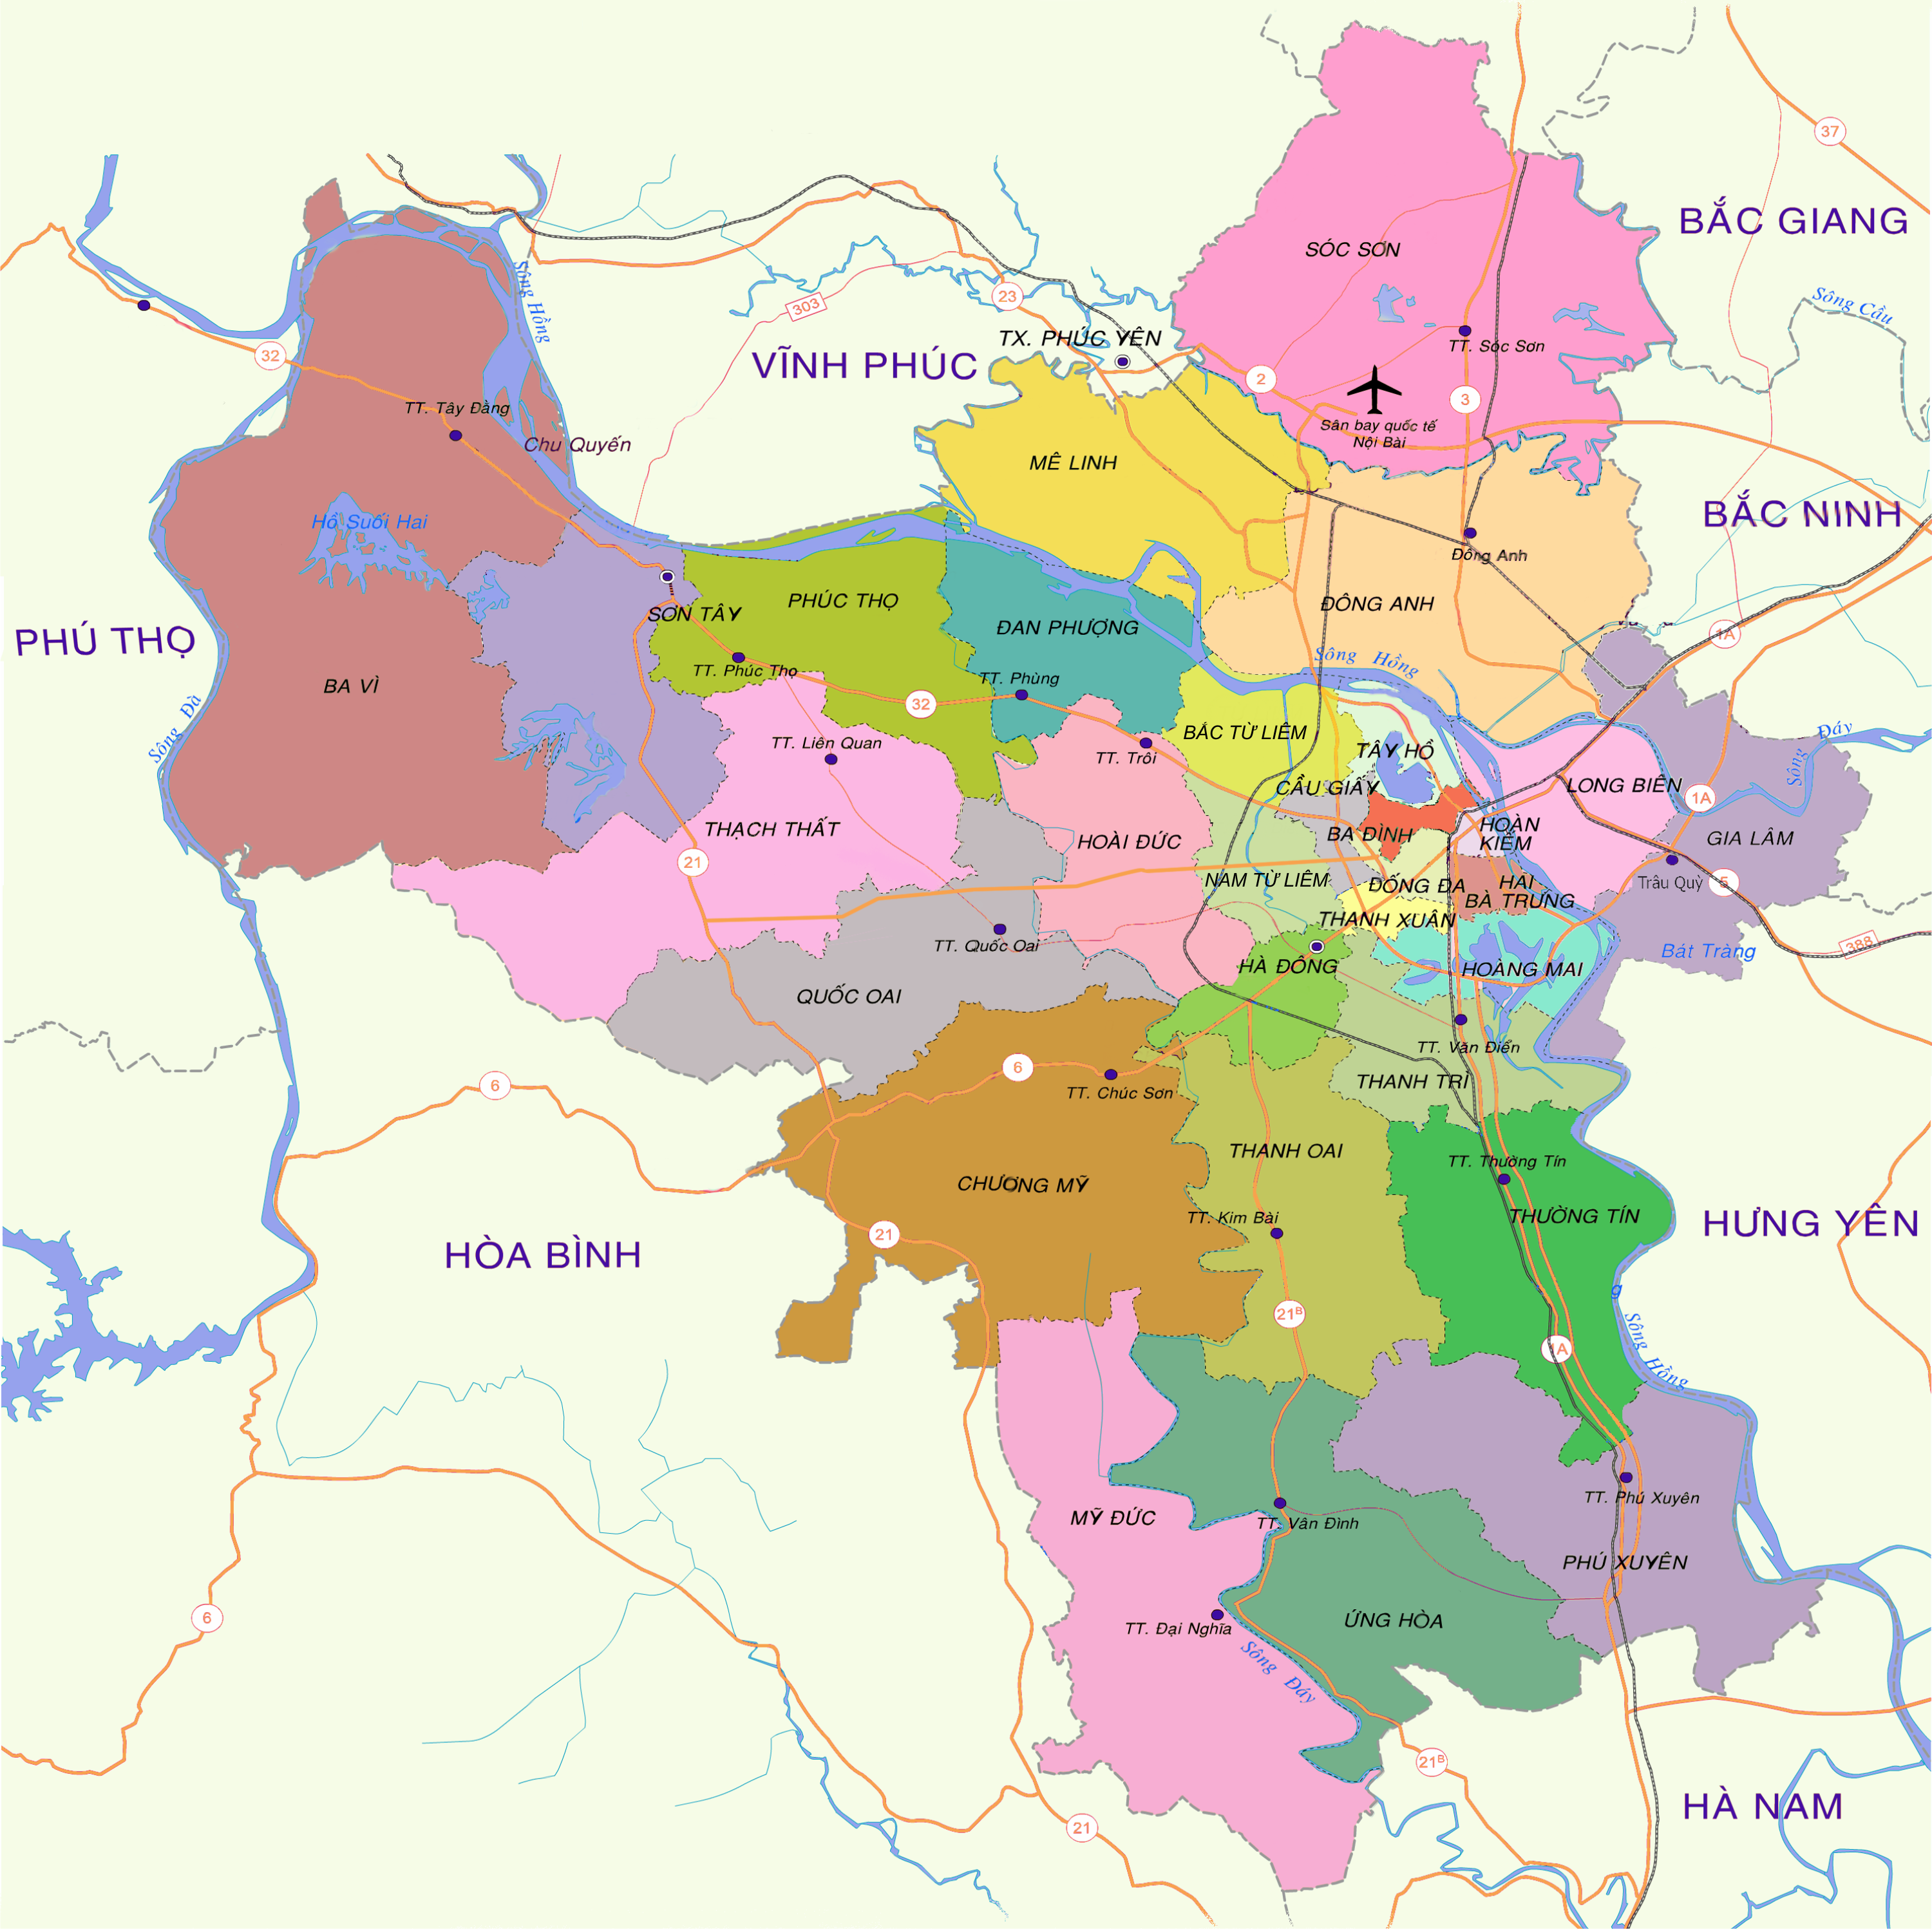 37
BẮC GIANG
SÓC SƠN
Sông Hồng
23
303
Sông Cầu
TX. PHÚC YÊN
TT. Sóc Sơn
32
VĨNH PHÚC
2
3
TT. Tây Đằng
Chu Quyến
Sân bay quốc tế
Nội Bài
MÊ LINH
Hồ Suối Hai
BẮC NINH
Đông Anh
PHÚC THỌ
ĐÔNG ANH
SƠN TÂY
ĐAN PHƯỢNG
PHÚ THỌ
1A
Sông Hồng
TT. Phúc Thọ
TT. Phùng
BA VÌ
32
Sông Đà
BẮC TỪ LIÊM
TT. Liên Quan
TT. Trôi
TÂY HỒ
Sông Đáy
CẦU GIẤY
LONG BIÊN
1A
THẠCH THẤT
HOÀI ĐỨC
BA ĐÌNH
HOÀN
KIẾM
GIA LÂM
21
NAM TỪ LIÊM
ĐỐNG ĐA
HAI
BÀ TRƯNG
Trâu Quỳ
5
THANH XUÂN
TT. Quốc Oai
388
Bát Tràng
HÀ ĐÔNG
HOÀNG MAI
QUỐC OAI
TT. Văn Điển
6
6
TT. Chúc Sơn
THANH TRÌ
THANH OAI
TT. Thường Tín
CHƯƠNG MỸ
TT. Kim Bài
THƯỜNG TÍN
HƯNG YÊN
21
HÒA BÌNH
g
21B
1A
Sông Hồng
TT. Phú Xuyên
MỸ ĐỨC
TT. Vân Đình
PHÚ XUYÊN
6
TT. Đại Nghĩa
ỨNG HÒA
Sông Đáy
21B
HÀ NAM
21